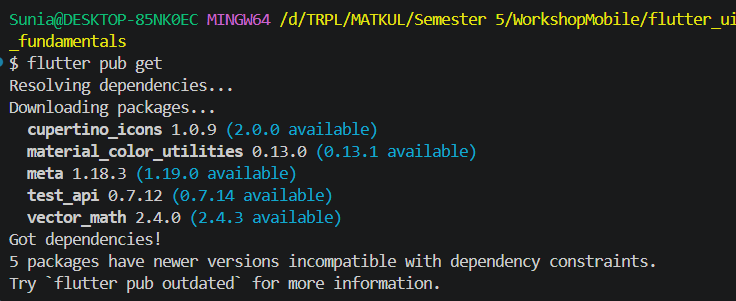 Sunia@DESKTOP-85NK0EC MINGW64 /d/TRPL/MATKUL/Semester 5/WorkshopMobile/flutter_ui
_fundamentals
$ flutter pub get
Resolving dependencies...
Downloading packages...
  cupertino_icons 1.0.9 (2.0.0 available)
  material_color_utilities 0.13.0 (0.13.1 available)
  meta 1.18.3 (1.19.0 available)
  test_api 0.7.12 (0.7.14 available)
  vector_math 2.4.0 (2.4.3 available)
Got dependencies!
5 packages have newer versions incompatible with dependency constraints.
Try `flutter pub outdated` for more information.